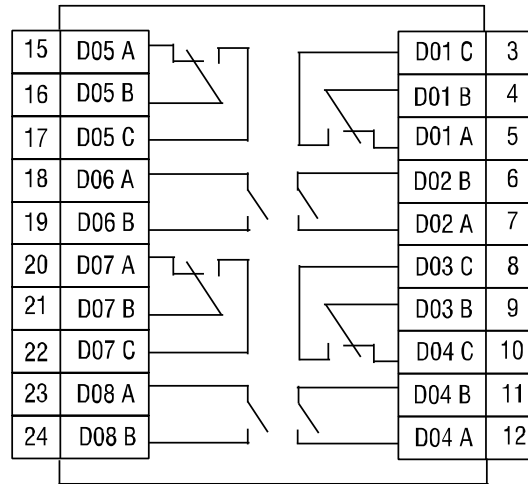 15 D05 A D01 C 3
16 D05 B D01 B 4
17 D05 C D01 A 5
18 D06 A D02 B 6
19 D06 B D02 A 7
20 D07 A D03 C 8
21 D07 B D03 B 9
22 D07 C D04 C 10
23 D08 A D04 B 11
24 D08 B D04 A 12